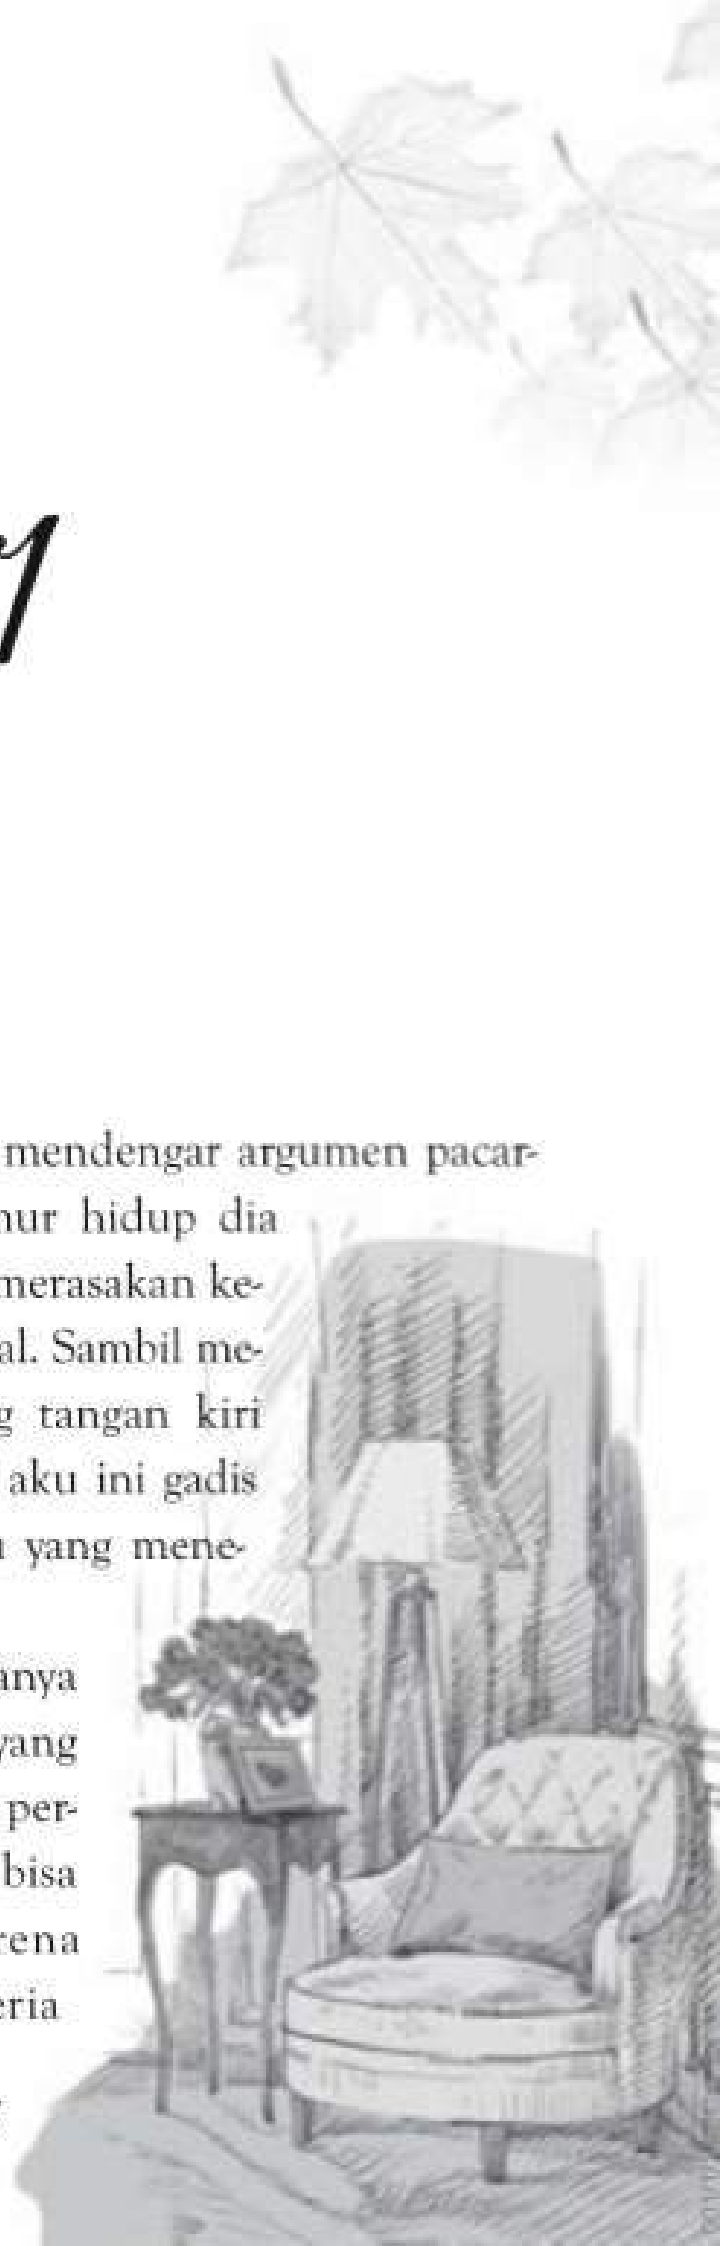 y
mendengar argumen pacar-
nur hidup dia
merasakan ke-
al. Sambil me-
g tangan kiri
aku ini gadis
yang mene-
anya
yang
per-
bisa
rena
eria